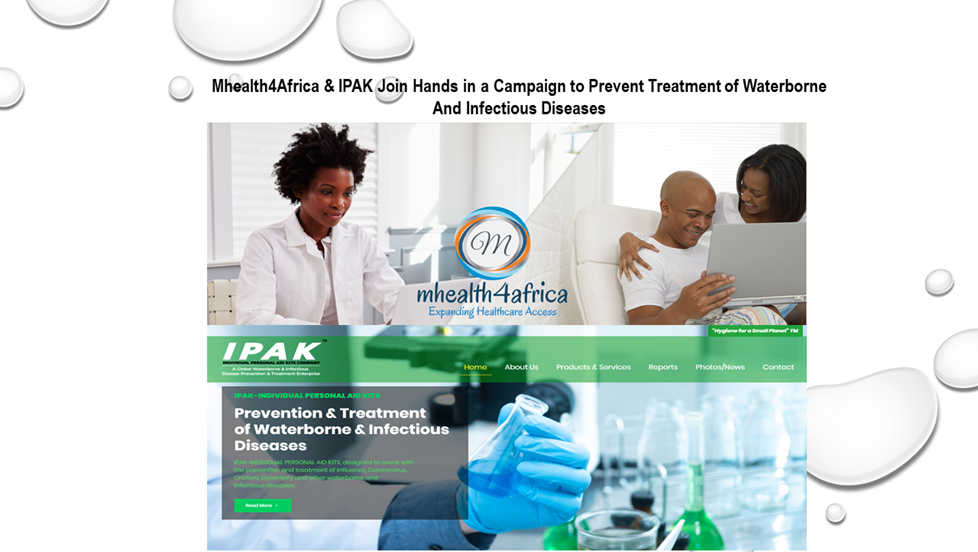 Mhealth4Africa & IPAK Join Hands in a Campaign to Prevent Treatment of Waterborne
And Infectious Diseases
M
mhealth4africa
Expanding Healthcare Access
"Hygiene for a Small Planet" TM
IPAK™
INDIVIDUAL PERSONAL AID KITS COMPANY
A Global Waterborne & Infectious
Disease Prevention & Treatment Enterprise
Home About Us Products & Services Reports Photos/News Contact
IPAK-INDIVIDUAL PERSONAL AID KITS
Prevention & Treatment
of Waterborne & Infectious
Diseases
IPAK-INDIVIDUAL PERSONAL AID KITS, designed to assist with
the prevention and treatment of Influenza, Coronavirus,
Cholera, Dysentery and other waterborne and
infectious diseases.
Read More >